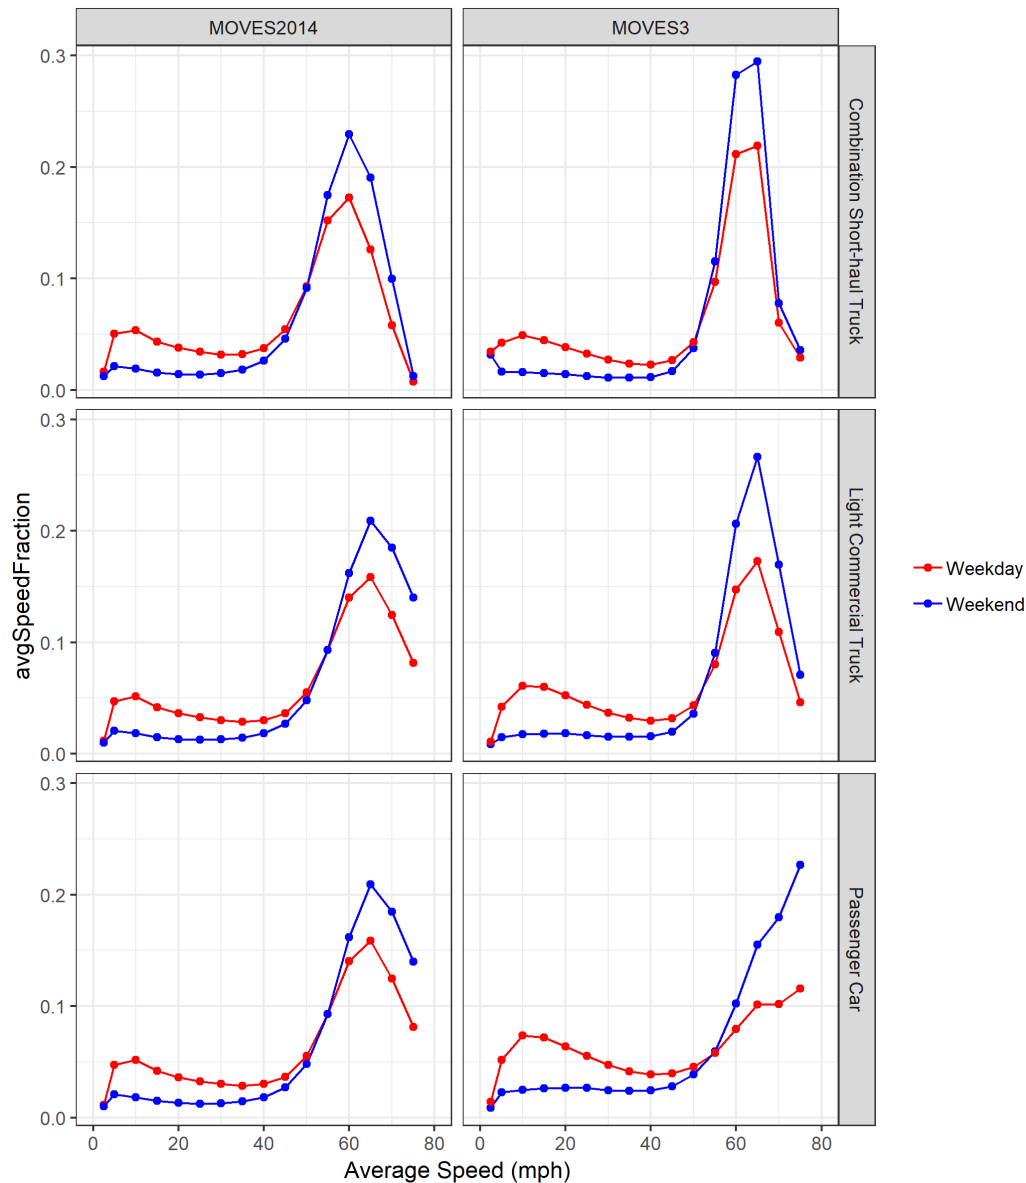 MOVES2014
MOVES3
0.3
0.2
0.1
0.0
Combination Short-haul Truck
0.3
0.2
0.1
0.0
Light Commercial Truck
0.3
0.2
0.1
0.0
Passenger Car
avgSpeedFraction
Weekday
Weekend
0 20 40 60 80
0 20 40 60 80
Average Speed (mph)